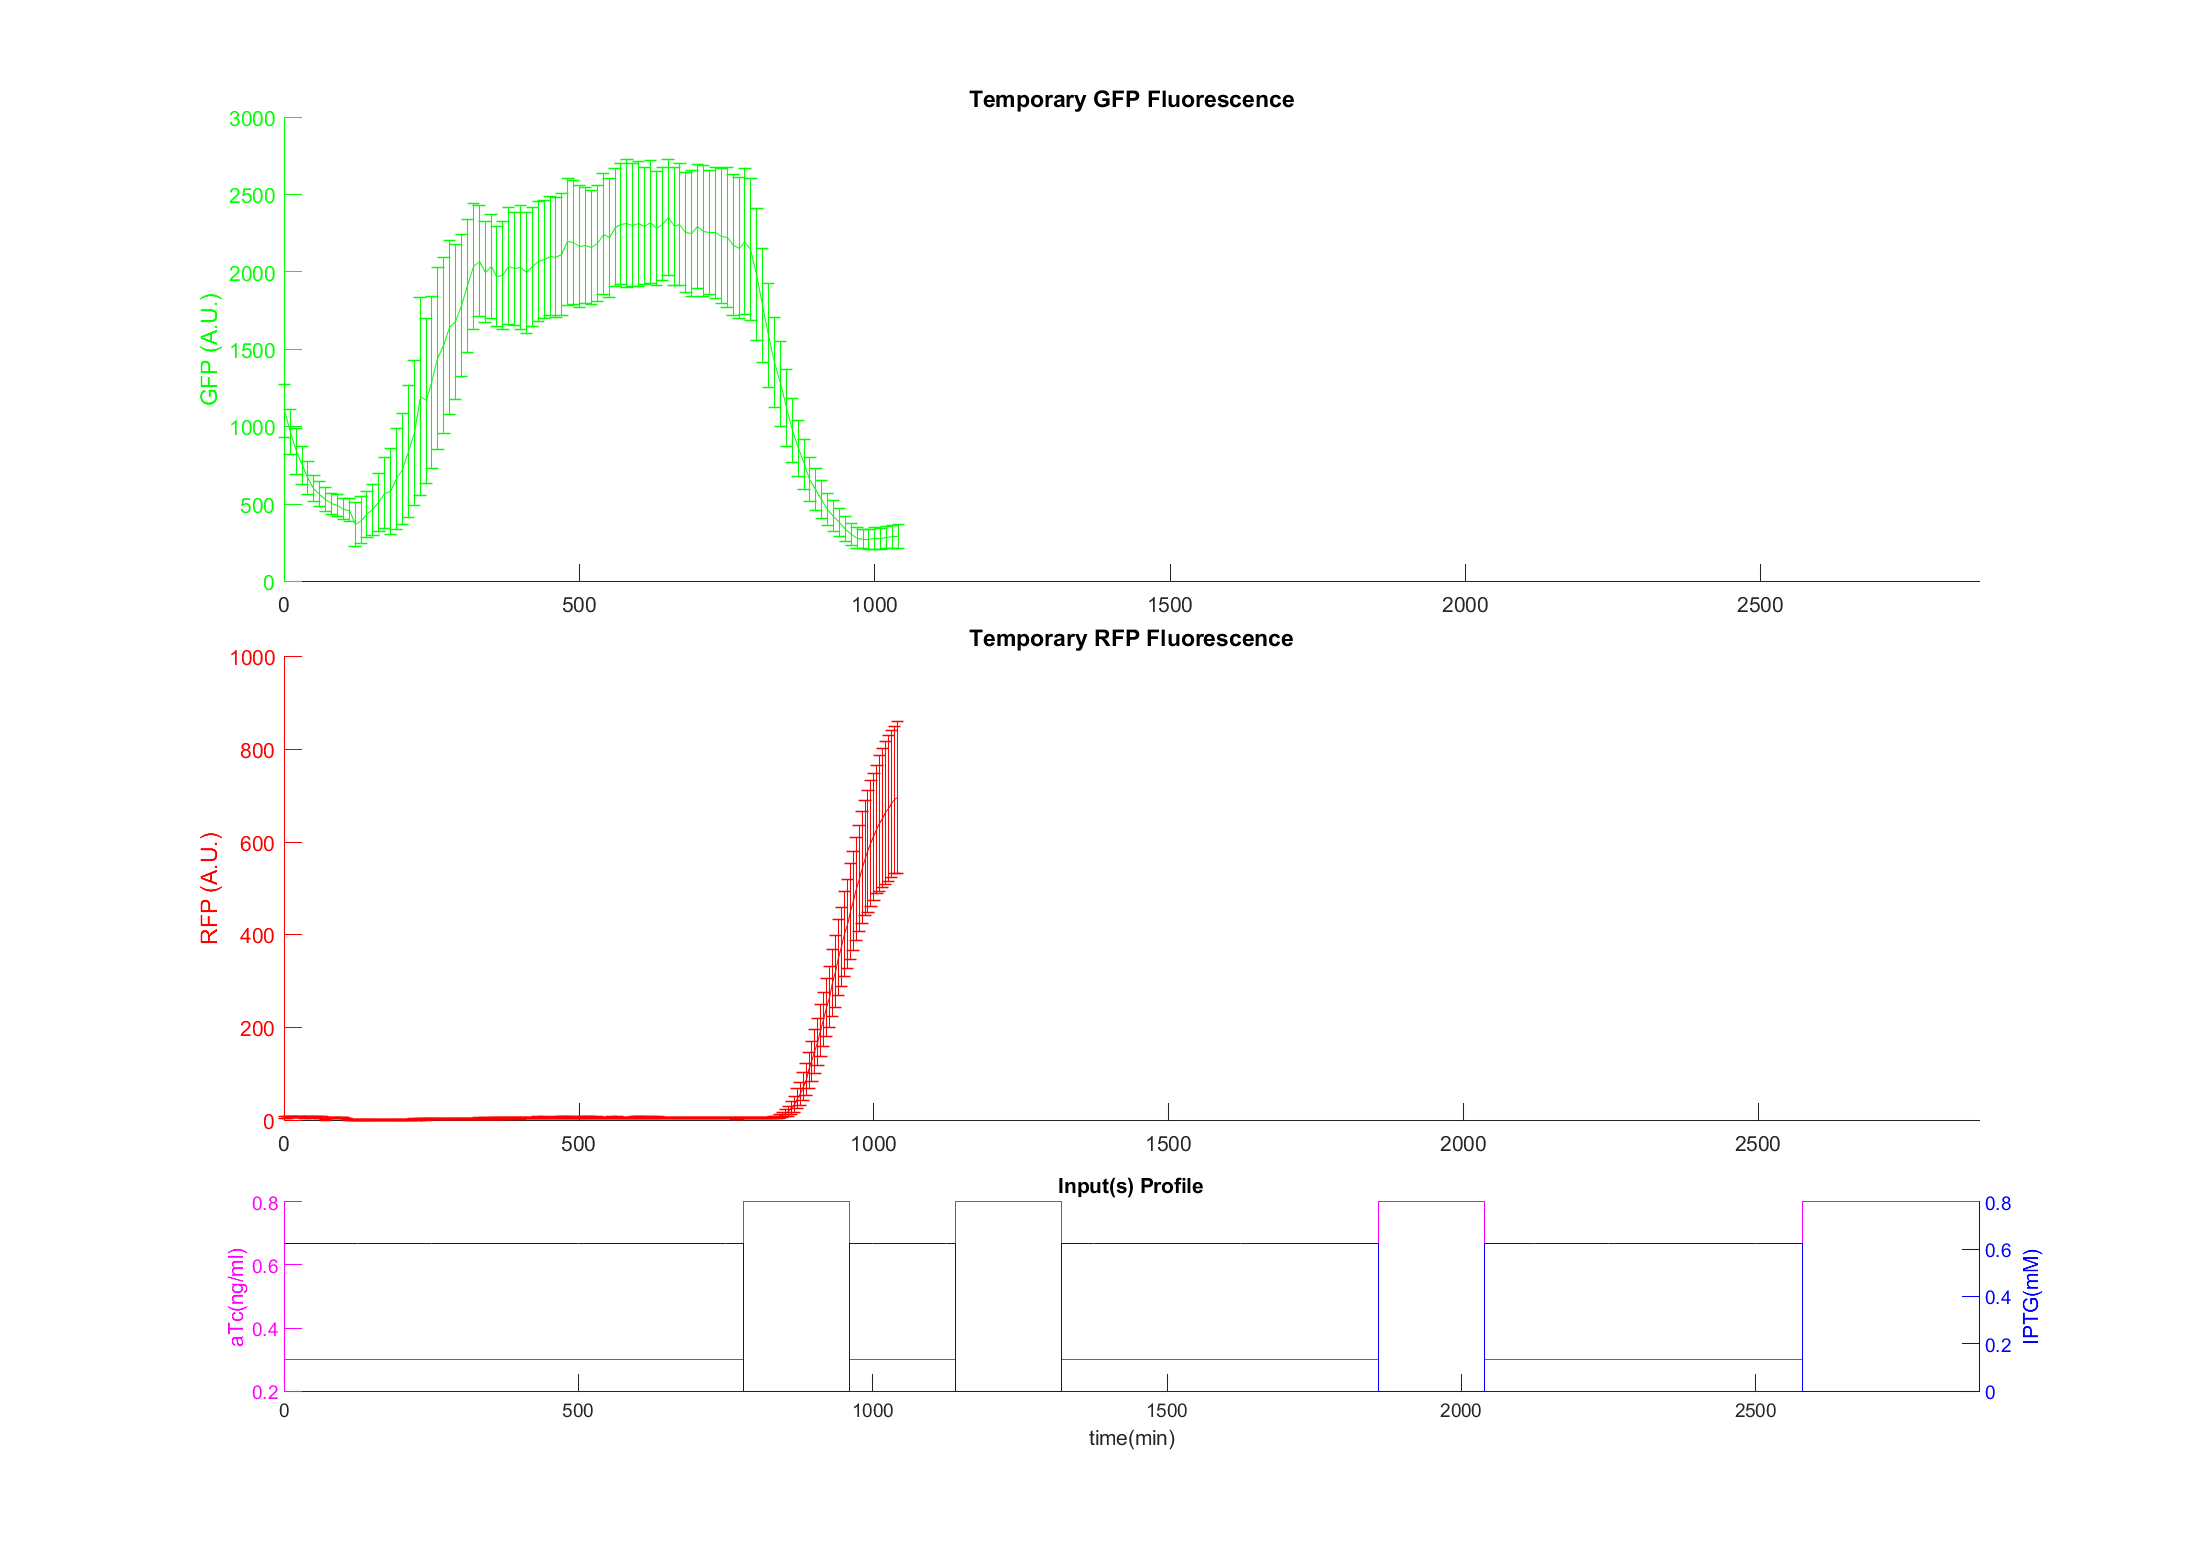 Temporary GFP Fluorescence
3000
2500
2000
1500
1000
500
0
GFP (A.U.)
0 500 1000 1500 2000 2500
Temporary RFP Fluorescence
1000
800
600
400
200
0
RFP (A.U.)
0 500 1000 1500 2000 2500
Input(s) Profile
0.8
0.6
0.4
0.2
aTc(ng/ml)
0.8
0.6
0.4
0.2
0
IPTG(mM)
0 500 1000 1500 2000 2500
time(min)